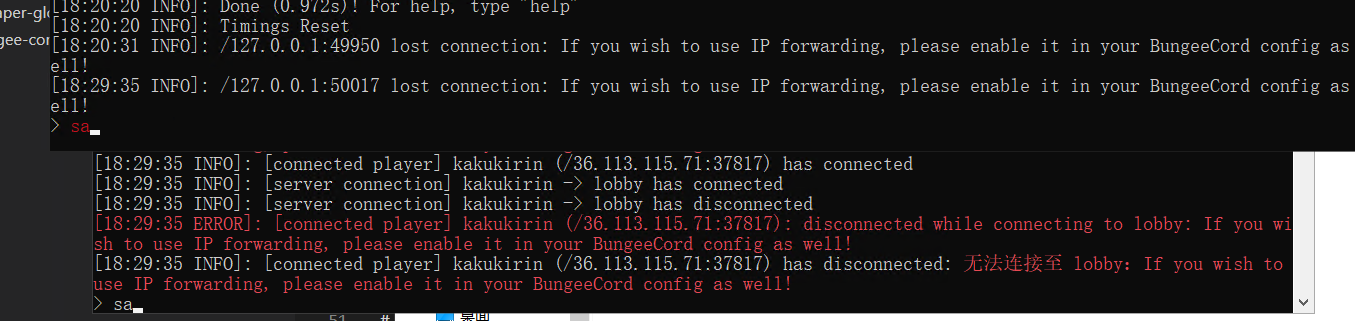 [18:20:20 INFO]: Done (0.972s)! For help, type "help"
aper-glo
[18:20:20 INFO]: Timings Reset
ngee-cor
[18:20:31 INFO]: /127.0.0.1:49950 lost connection: If you wish to use IP forwarding, please enable it in your BungeeCord config as w
ell!
[18:29:35 INFO]: /127.0.0.1:50017 lost connection: If you wish to use IP forwarding, please enable it in your BungeeCord config as w
ell!
> sa
[18:29:35 INFO]: [connected player] kakukirin (/36.113.115.71:37817) has connected
[18:29:35 INFO]: [server connection] kakukirin -> lobby has connected
[18:29:35 INFO]: [server connection] kakukirin -> lobby has disconnected
[18:29:35 ERROR]: [connected player] kakukirin (/36.113.115.71:37817): disconnected while connecting to lobby: If you wi
sh to use IP forwarding, please enable it in your BungeeCord config as well!
[18:29:35 INFO]: [connected player] kakukirin (/36.113.115.71:37817) has disconnected: 无法连接至 lobby: If you wish to
use IP forwarding, please enable it in your BungeeCord config as well!
> sa
51 #
桌面